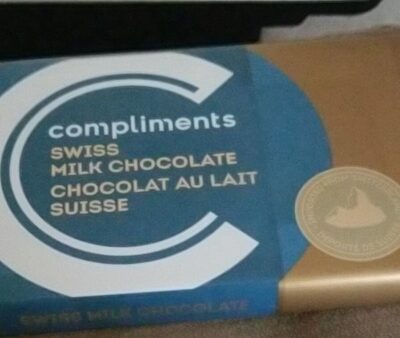 compliments
SWISS
MILK CHOCOLATE
CHOCOLAT AU LAIT
SUISSE
SWISS MILK CHOCOLATE